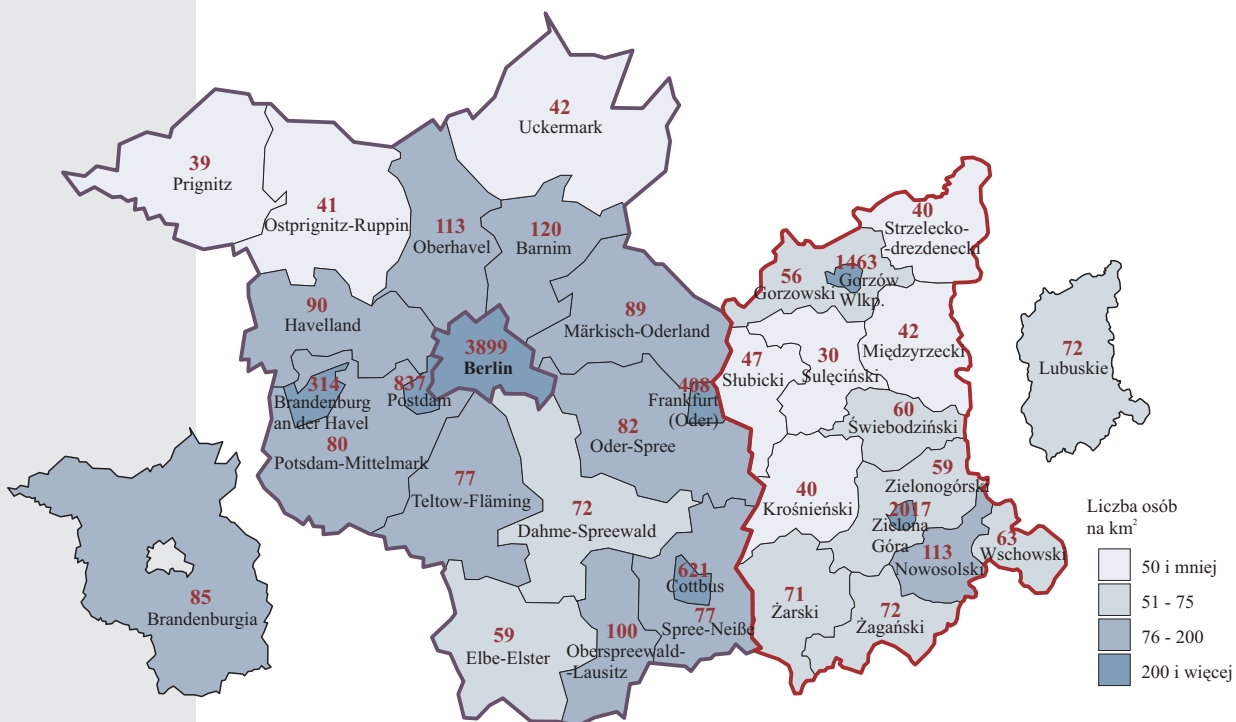 42
Uckermark
39
Prignitz
41
Ostprignitz-Ruppin
113
Oberhavel
120
Barnim
40
Strzelecko-
drezdenecki
56
Gorzowski
1463
Gorzów
Wlkp.
90
Havelland
89
Märkisch-Oderland
3899
Berlin
42
Międzyrzecki
47
Słubicki
30
Sulęciński
72
Lubuskie
314
Brandenburg
an der Havel
837
Postdam
408
Frankfurt
(Oder)
60
Świebodziński
82
Oder-Spree
80
Potsdam-Mittelmark
77
Teltow-Fläming
59
Zielonogórski
40
Krośnieński
72
Dahme-Spreewald
2017
Zielona
Góra
63
Wschowski
113
Nowosolski
621
Cottbus
71
Żarski
72
Żagański
77
Spree-Neiße
59
Elbe-Elster
100
Oberspreewald-
-Lausitz
85
Brandenburgia
Liczba osób
na km²
50 i mniej
51 - 75
76 - 200
200 i więcej